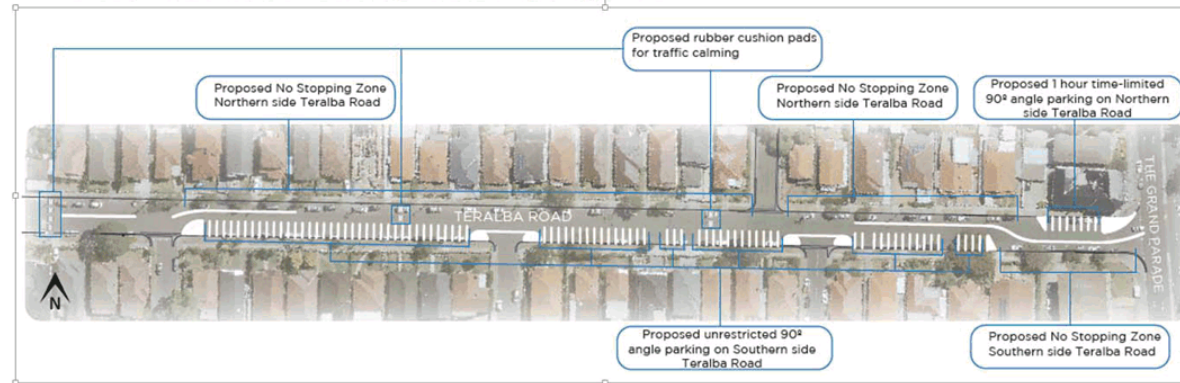 Proposed rubber cushion pads
for traffic calming
Proposed No Stopping Zone
Northern side Teralba Road
Proposed No Stopping Zone
Northern side Teralba Road
Proposed 1 hour time-limited
90º angle parking on Northern
side Teralba Road
TERALBA ROAD
THE GRAND PARADE
N
Proposed unrestricted 90º
angle parking on Southern side
Teralba Road
Proposed No Stopping Zone
Southern side Teralba Road